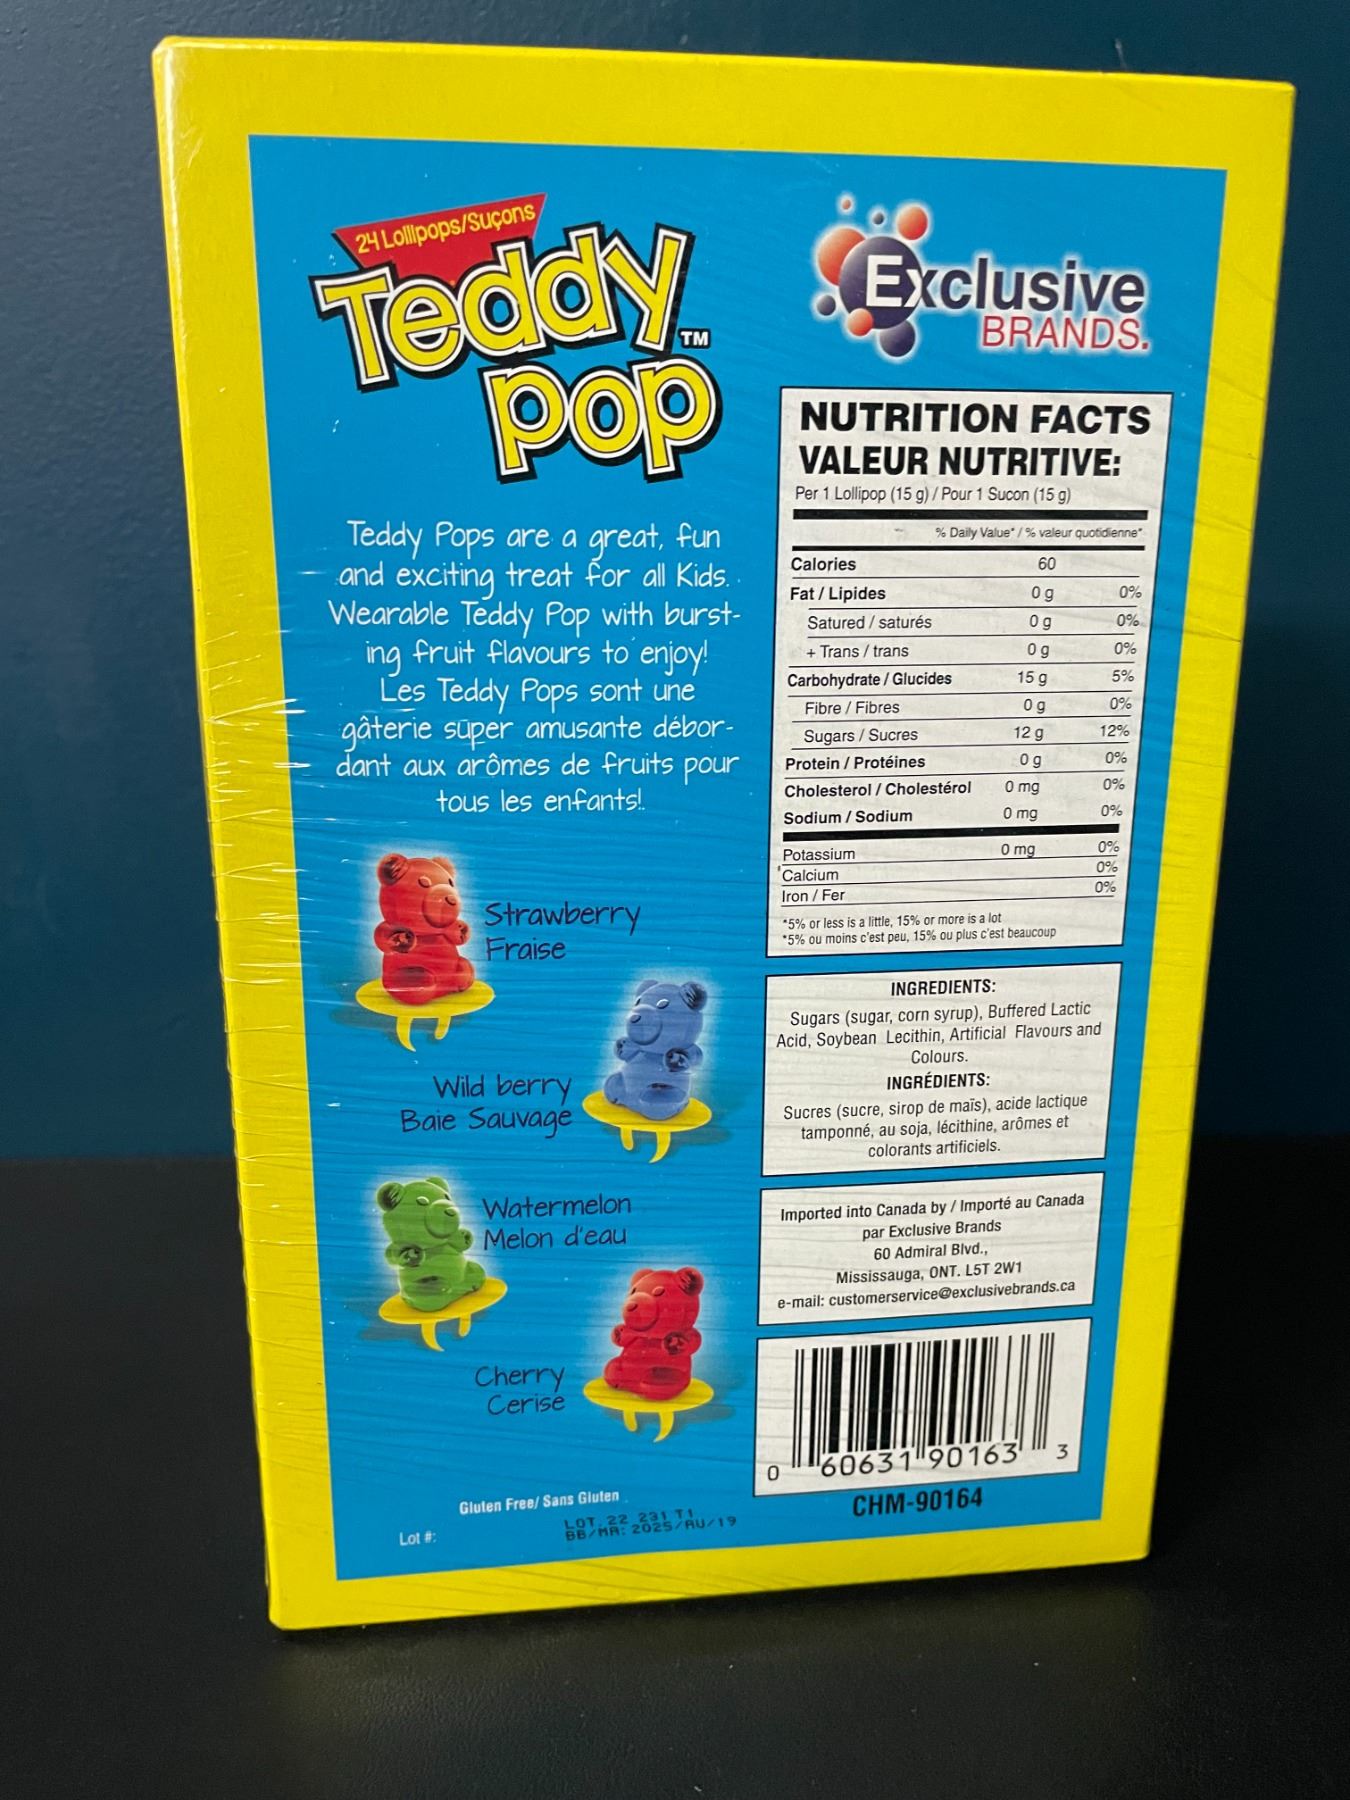 24 Lollipops/Suçons
Teddy
pop
TM
Exclusive
BRANDS.
Teddy Pops are a great, fun
and exciting treat for all Kids.
Wearable Teddy Pop with burst-
ing fruit flavours to enjoy!
Les Teddy Pops sont une
gâterie super amusante débor-
dant aux arômes de fruits pour
tous les enfants!
Strawberry
Fraise
Wild berry
Baie Sauvage
Watermelon
Melon d'eau
Cherry
Cerise
Gluten Free/ Sans Gluten
Lot #:
LOT. 22 231 T1
BB/MA: 2025/AU/19
NUTRITION FACTS
VALEUR NUTRITIVE:
Per 1 Lollipop (15 g) / Pour 1 Sucon (15 g)
% Daily Value* / % valeur quotidienne*
Calories 60
Fat / Lipides 0 g 0%
Satured / saturés 0 g 0%
+ Trans / trans 0 g 0%
Carbohydrate / Glucides 15 g 5%
Fibre / Fibres 0 g 0%
Sugars / Sucres 12 g 12%
Protein / Protéines 0 g 0%
Cholesterol / Cholestérol 0 mg 0%
Sodium / Sodium 0 mg 0%
Potassium 0 mg 0%
Calcium 0%
Iron / Fer 0%
*5% or less is a little, 15% or more is a lot
*5% ou moins c'est peu, 15% ou plus c'est beaucoup
INGREDIENTS:
Sugars (sugar, corn syrup), Buffered Lactic
Acid, Soybean Lecithin, Artificial Flavours and
Colours.
INGRÉDIENTS:
Sucres (sucre, sirop de maïs), acide lactique
tamponné, au soja, lécithine, arômes et
colorants artificiels.
Imported into Canada by / Importé au Canada
par Exclusive Brands
60 Admiral Blvd.,
Mississauga, ONT. L5T 2W1
e-mail: customerservice@exclusivebrands.ca
0 60631 90163 3
CHM-90164